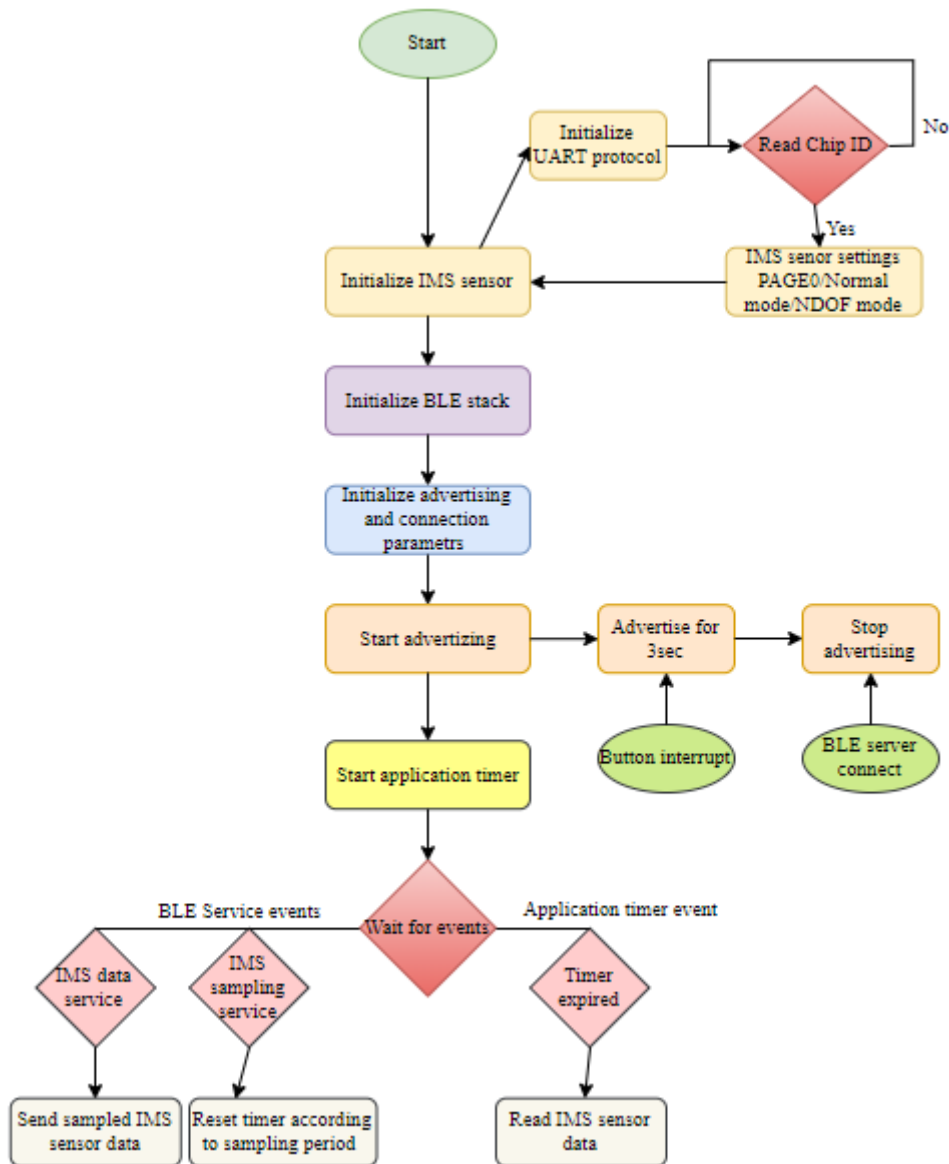 Start
Initialize
UART protocol
Read Chip ID
No
Yes
Initialize IMS sensor
IMS senor settings
PAGE0/Normal
mode/NDOF mode
Initialize BLE stack
Initialize advertising
and connection
parametrs
Start advertizing
Advertise for
3sec
Stop
advertising
Start application timer
Button interrupt
BLE server
connect
BLE Service events
Wait for events
Application timer event
IMS data
service
IMS
sampling
service
Timer
expired
Send sampled IMS
sensor data
Reset timer according
to sampling period
Read IMS sensor
data